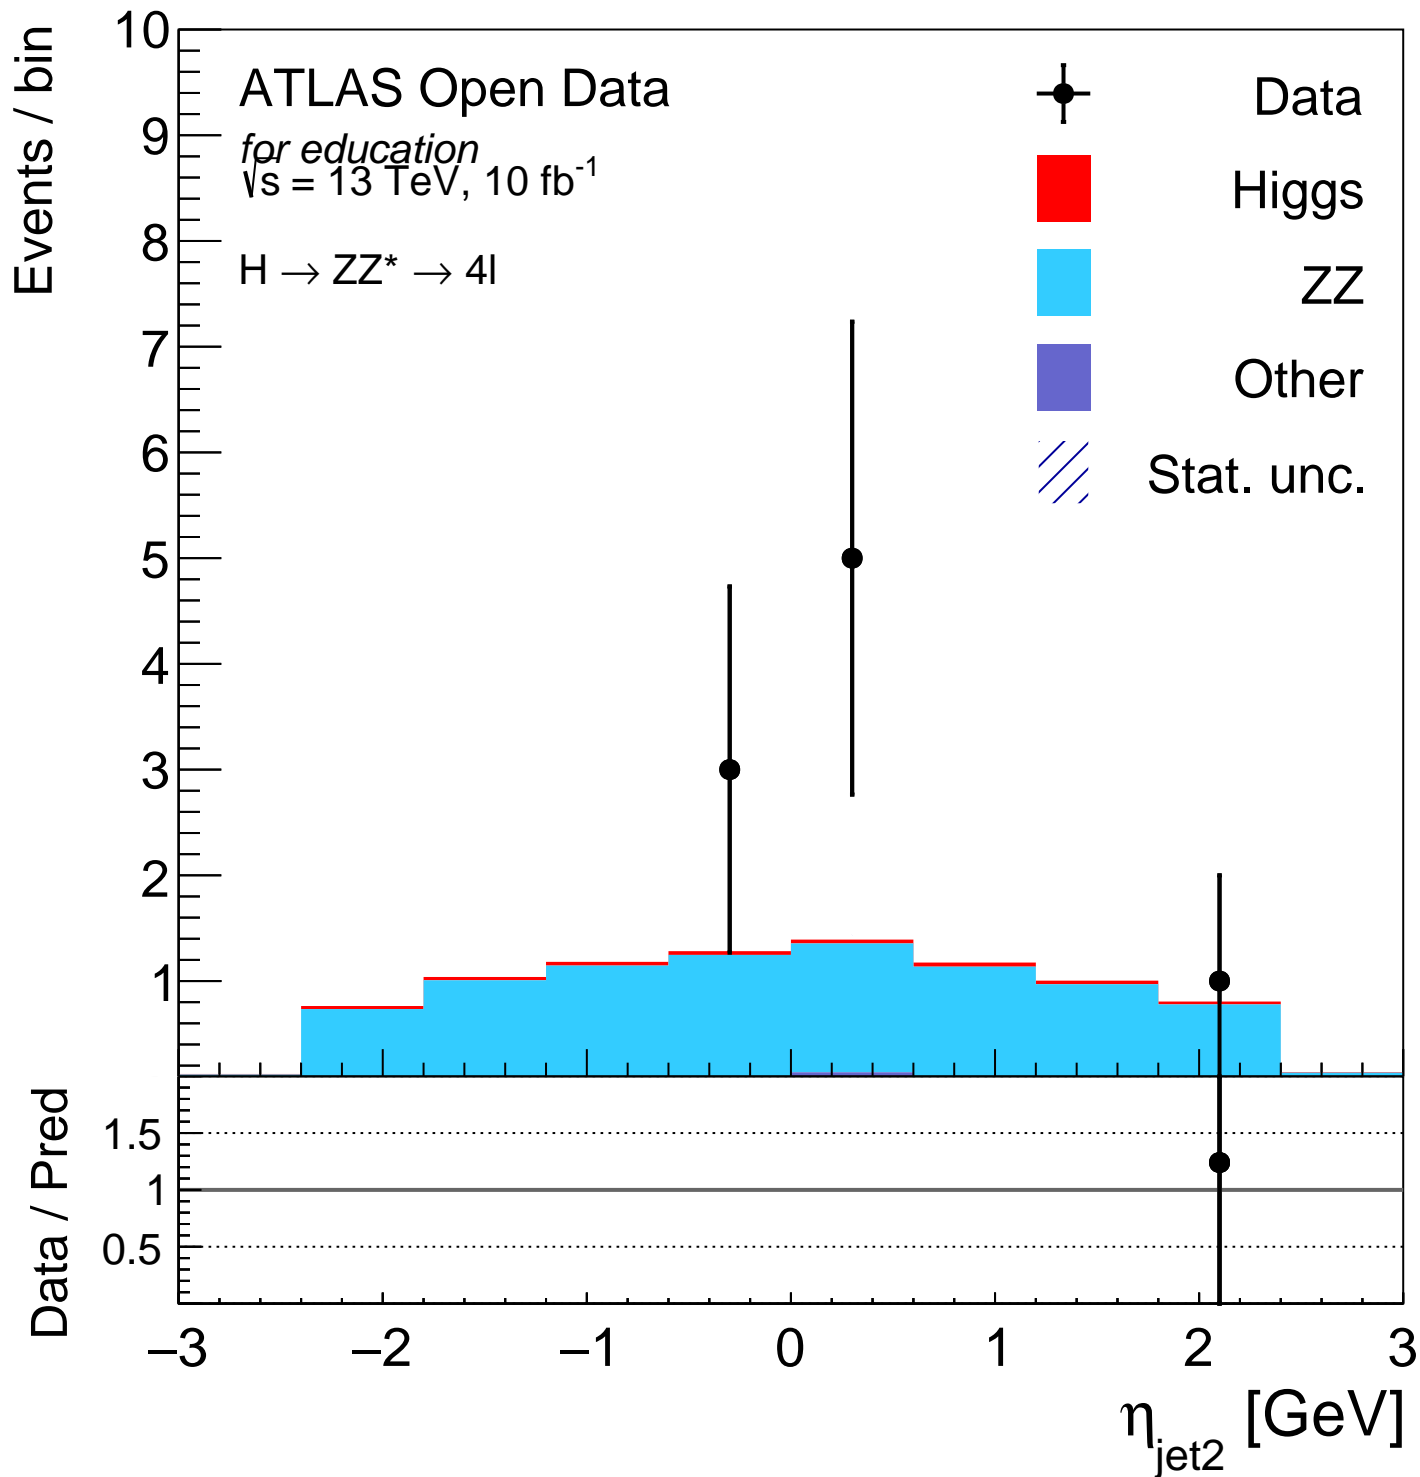 Events / bin
10
9
8
7
6
5
4
3
2
1
ATLAS Open Data
for education
√s = 13 TeV, 10 fb⁻¹
H → ZZ* → 4l
Data
Higgs
ZZ
Other
Stat. unc.
Data / Pred
1.5
1
0.5
−3 −2 −1 0 1 2 3
η_jet2 [GeV]